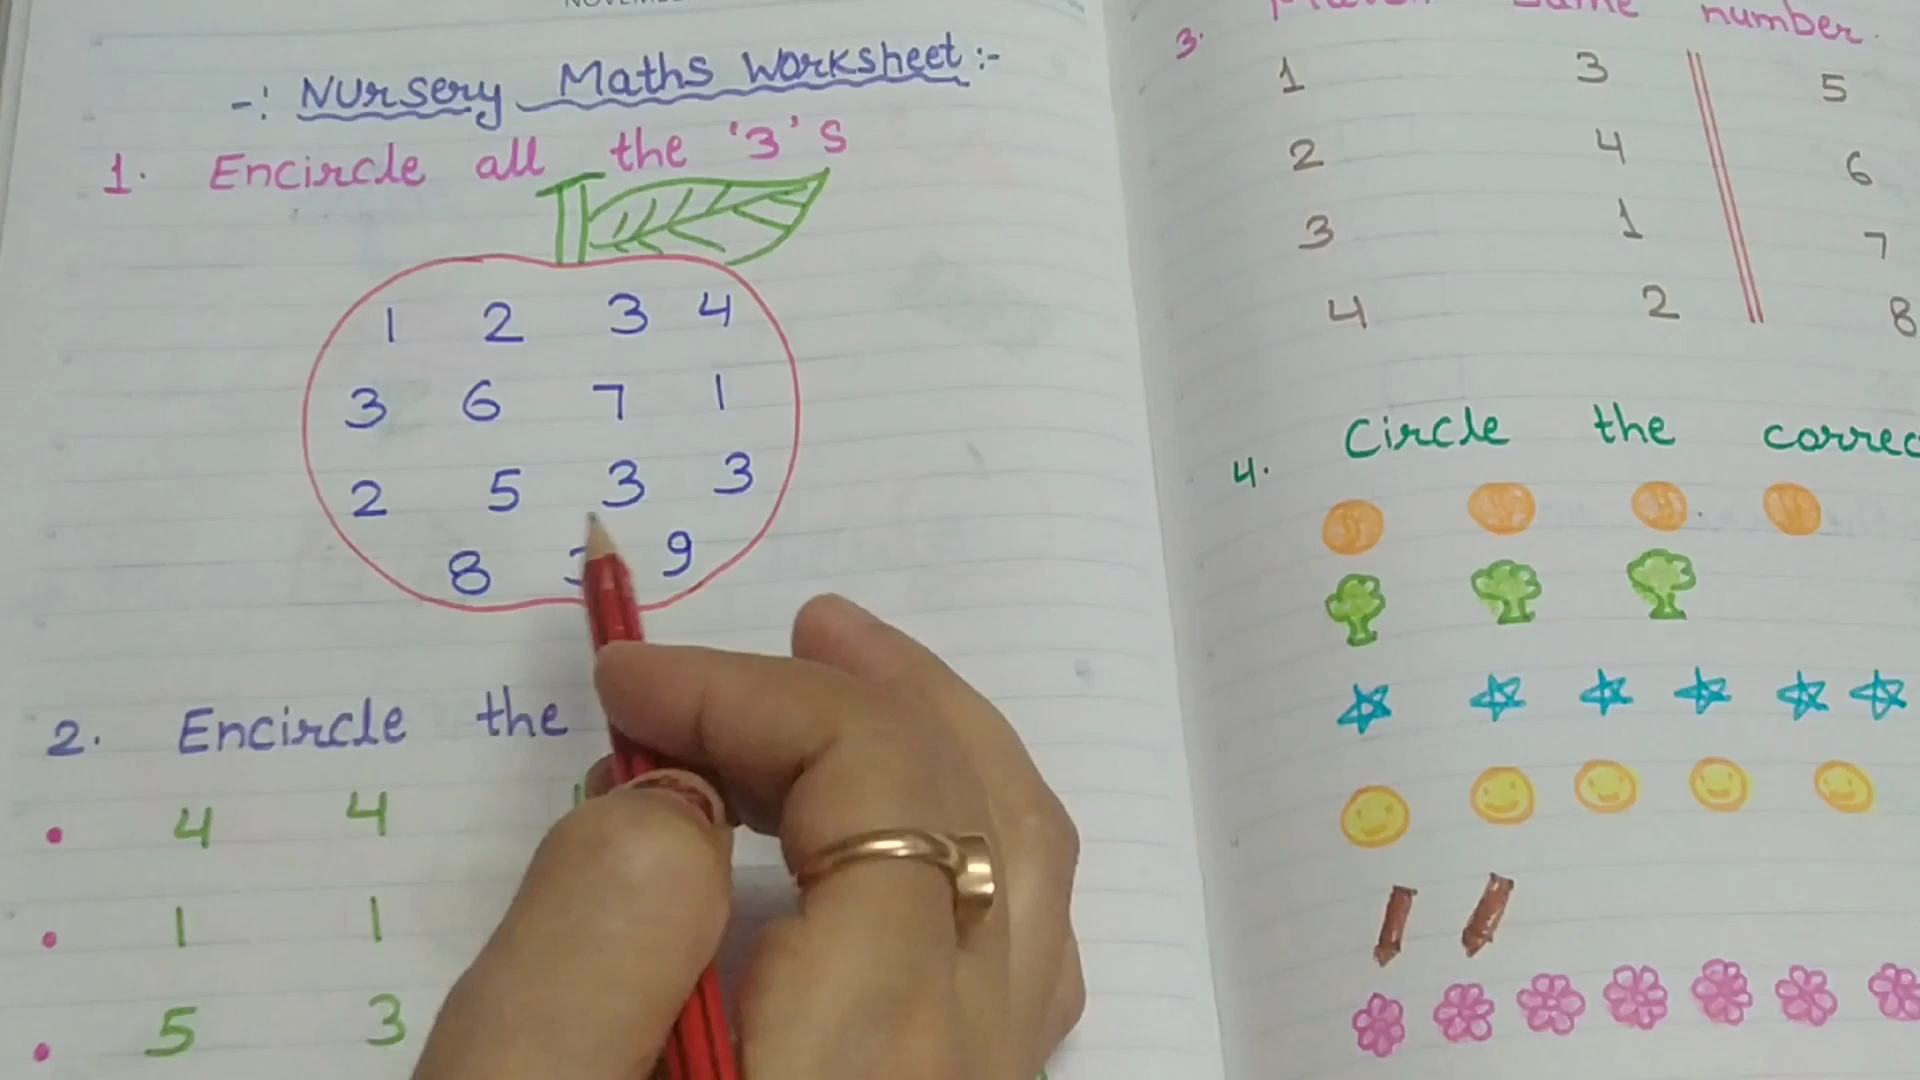 -: Nursery Maths Worksheet :-
1. Encircle all the '3's
1 2 3 4
3 6 7 1
2 5 3 3
8 9
2. Encircle the
4 4
1 1
5 3
3. number.
1 3 5
2 4 6
3 1 7
4 2 8
4. Circle the